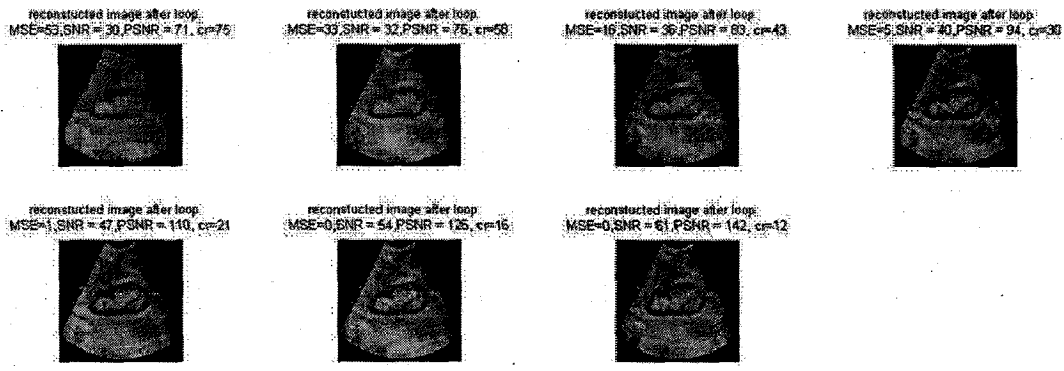 reconstucted image after loop
MSE=53,SNR = 30,PSNR = 71, cr=75
reconstucted image after loop
MSE=33,SNR = 32,PSNR = 76, cr=58
reconstucted image after loop
MSE=16,SNR = 36,PSNR = 83, cr=43
reconstucted image after loop
MSE=5,SNR = 40,PSNR = 94, cr=30
reconstucted image after loop
MSE=1,SNR = 47,PSNR = 110, cr=21
reconstucted image after loop
MSE=0,SNR = 54,PSNR = 125, cr=16
reconstucted image after loop
MSE=0,SNR = 61,PSNR = 142, cr=12